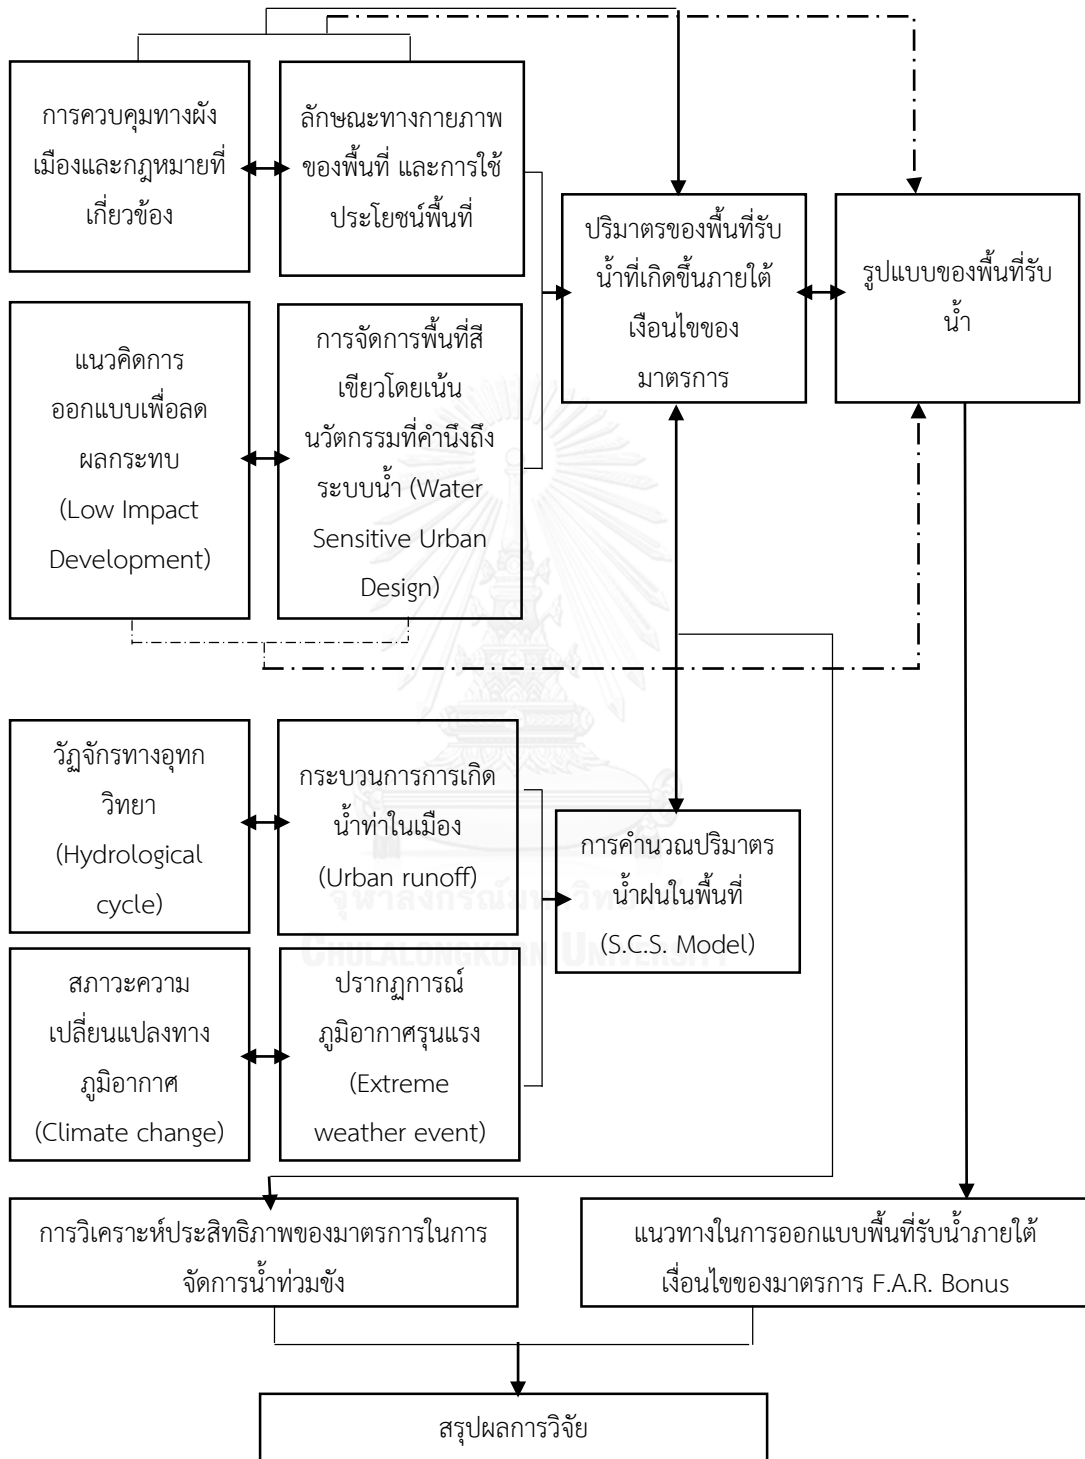 การควบคุมทางผัง
เมืองและกฎหมายที่
เกี่ยวข้อง
ลักษณะทางกายภาพ
ของพื้นที่ และการใช้
ประโยชน์พื้นที่
ปริมาตรของพื้นที่รับ
น้ำที่เกิดขึ้นภายใต้
เงือนไขของ
มาตรการ
รูปแบบของพื้นที่รับ
น้ำ
แนวคิดการ
ออกแบบเพื่อลด
ผลกระทบ
(Low Impact
Development)
การจัดการพื้นที่สี
เขียวโดยเน้น
นวัตกรรมที่คำนึงถึง
ระบบน้ำ (Water
Sensitive Urban
Design)
วัฏจักรทางอุทก
วิทยา
(Hydrological
cycle)
กระบวนการการเกิด
น้ำท่าในเมือง
(Urban runoff)
การคำนวณปริมาตร
น้ำฝนในพื้นที่
(S.C.S. Model)
จุฬาลงกรณ์มหาวิทยาลัย
CHULALONGKORN UNIVERSITY
สภาวะความ
เปลี่ยนแปลงทาง
ภูมิอากาศ
(Climate change)
ปรากฏการณ์
ภูมิอากาศรุนแรง
(Extreme
weather event)
การวิเคราะห์ประสิทธิภาพของมาตรการในการ
จัดการน้ำท่วมขัง
แนวทางในการออกแบบพื้นที่รับน้ำภายใต้
เงื่อนไขของมาตรการ F.A.R. Bonus
สรุปผลการวิจัย